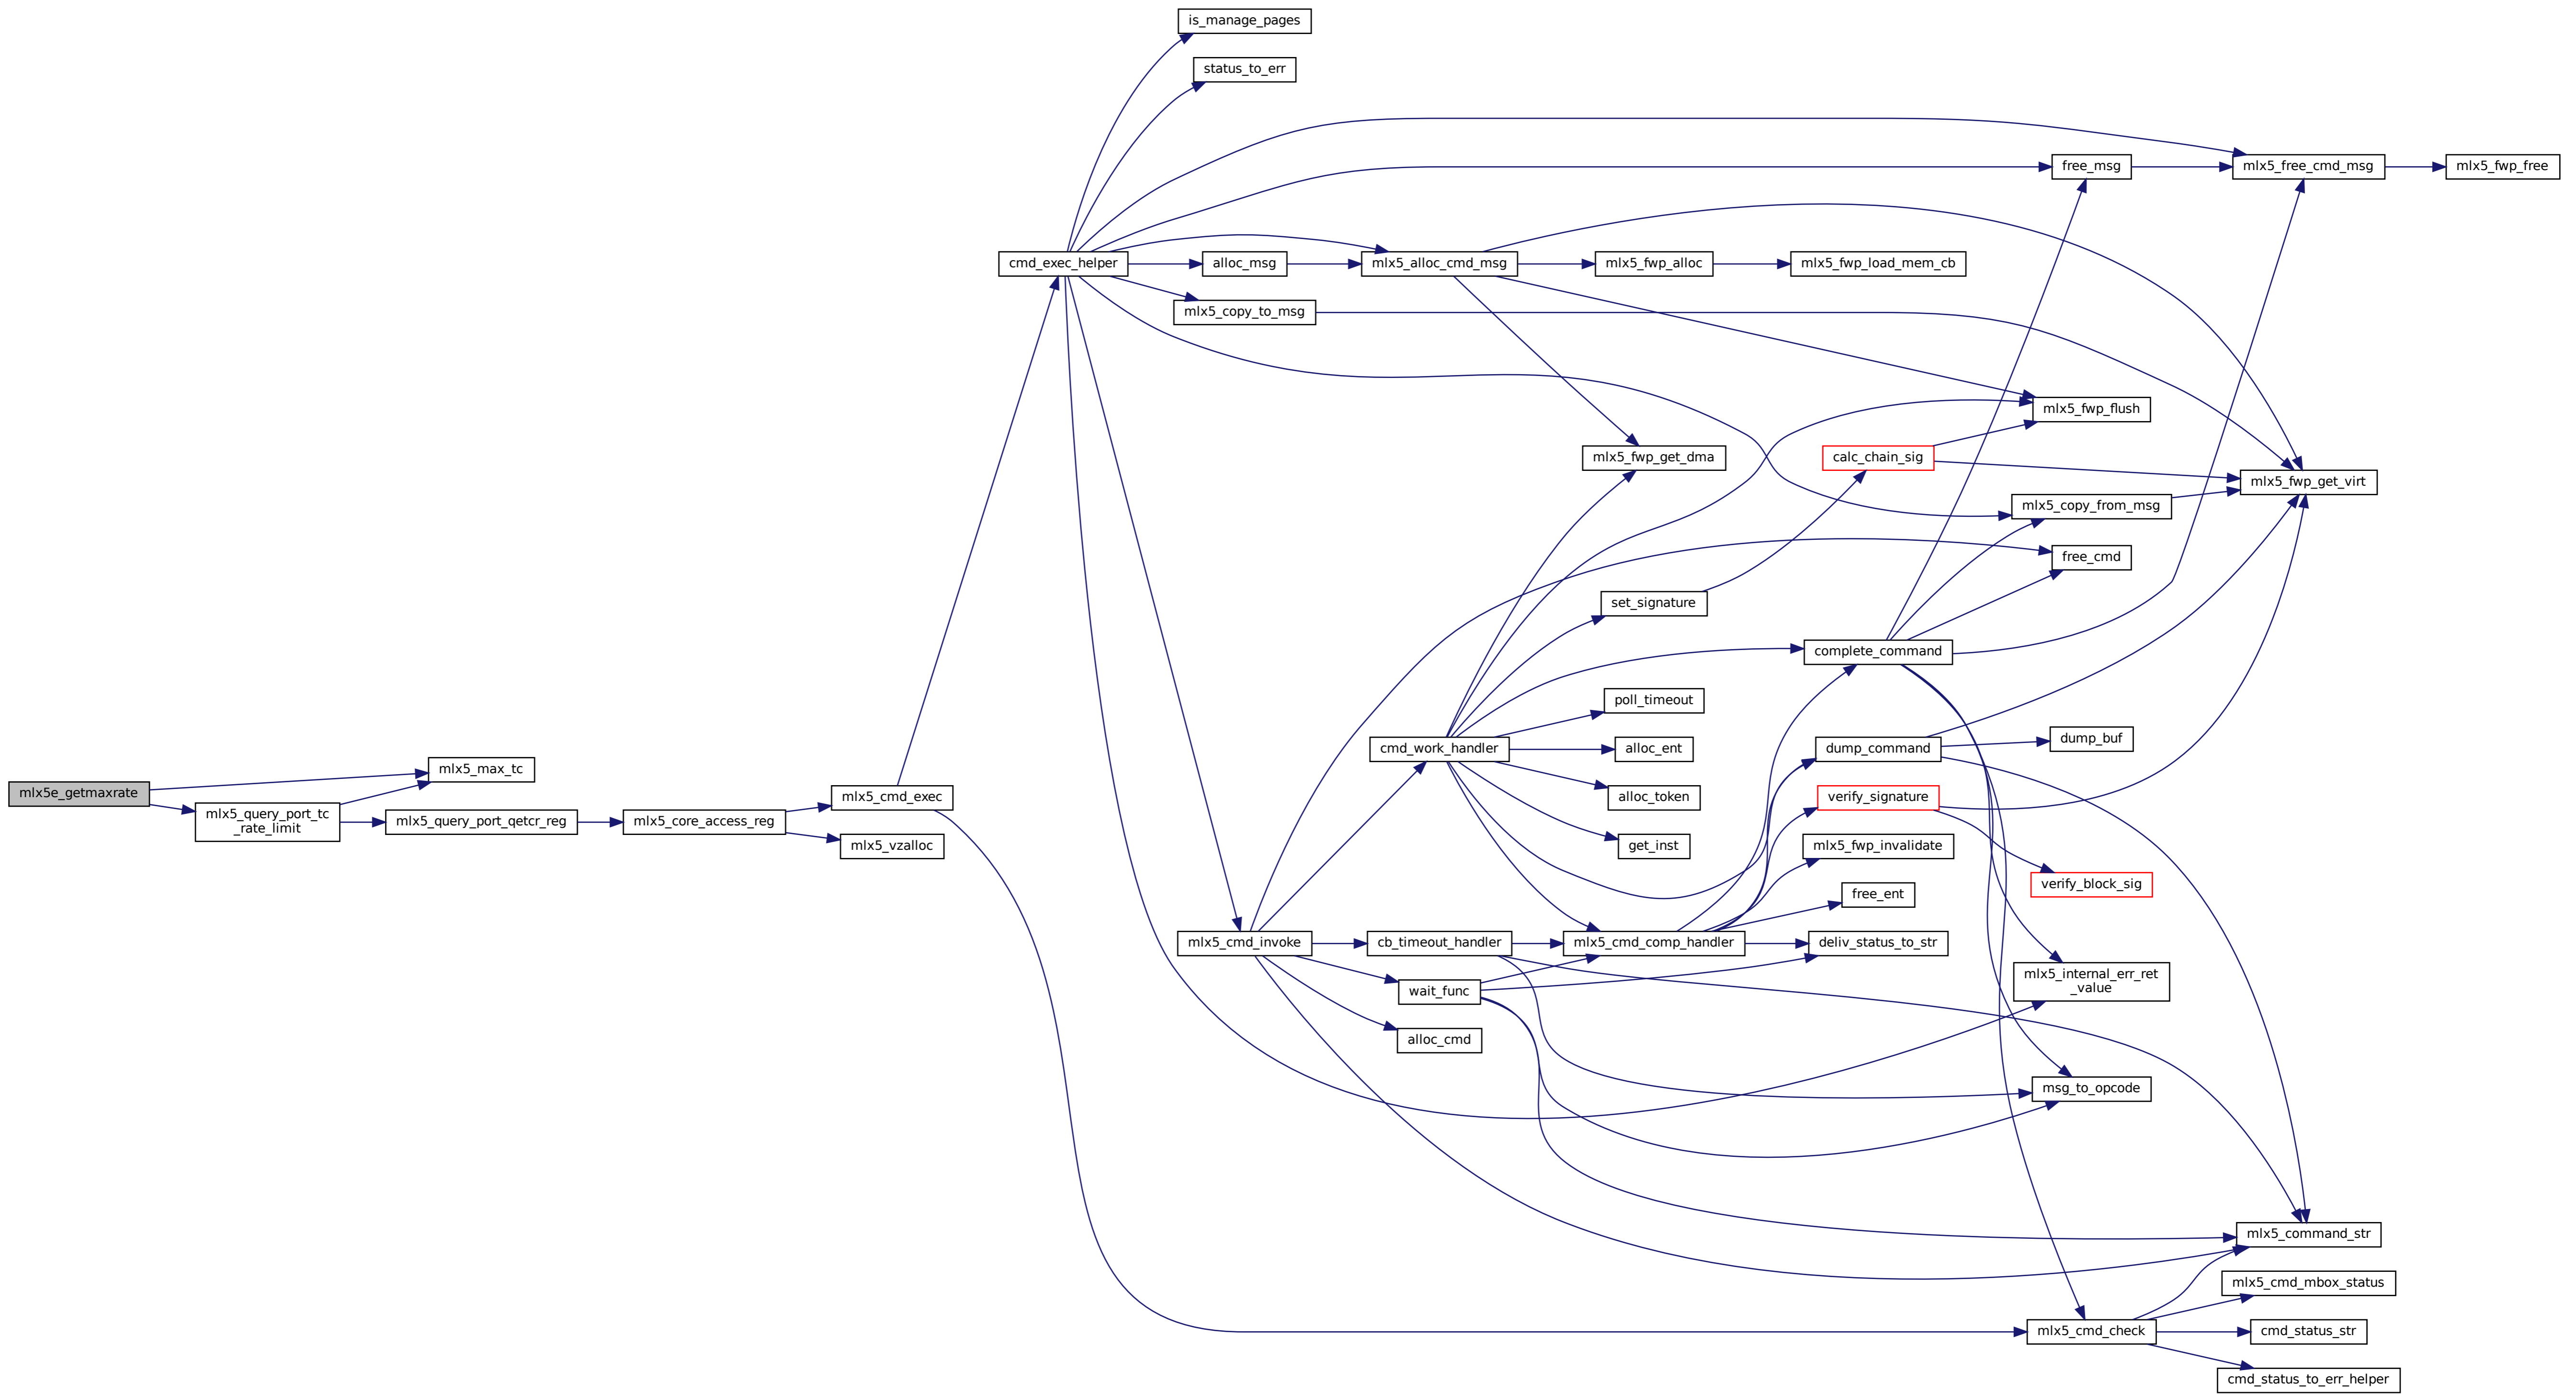 is_manage_pages
status_to_err
free_msg
mlx5_free_cmd_msg
mlx5_fwp_free
cmd_exec_helper
alloc_msg
mlx5_alloc_cmd_msg
mlx5_fwp_alloc
mlx5_fwp_load_mem_cb
mlx5_copy_to_msg
mlx5_fwp_flush
mlx5_fwp_get_dma
calc_chain_sig
mlx5_fwp_get_virt
mlx5_copy_from_msg
free_cmd
set_signature
complete_command
poll_timeout
cmd_work_handler
alloc_ent
dump_command
dump_buf
mlx5_max_tc
mlx5e_getmaxrate
mlx5_cmd_exec
alloc_token
verify_signature
mlx5_query_port_tc
_rate_limit
mlx5_query_port_qetcr_reg
mlx5_core_access_reg
mlx5_vzalloc
get_inst
mlx5_fwp_invalidate
verify_block_sig
free_ent
mlx5_cmd_invoke
cb_timeout_handler
mlx5_cmd_comp_handler
deliv_status_to_str
mlx5_internal_err_ret
_value
wait_func
alloc_cmd
msg_to_opcode
mlx5_command_str
mlx5_cmd_mbox_status
mlx5_cmd_check
cmd_status_str
cmd_status_to_err_helper